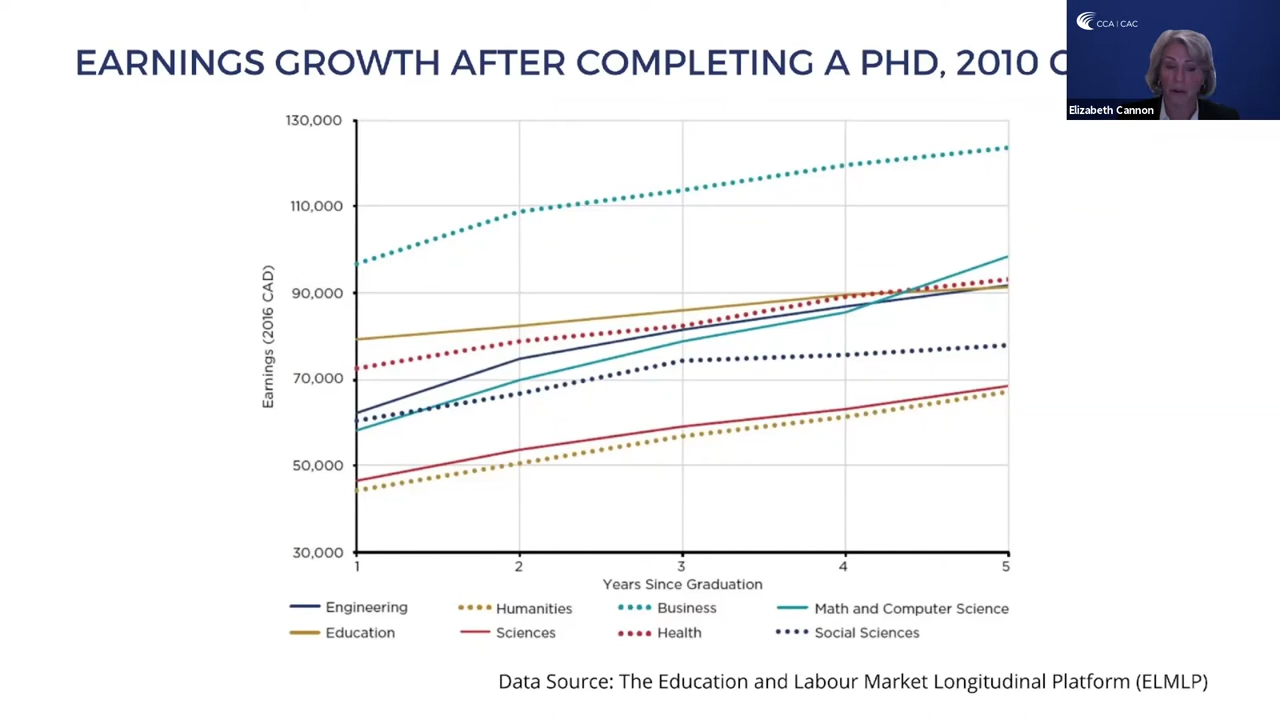 CCA | CAC
EARNINGS GROWTH AFTER COMPLETING A PHD, 2010
Elizabeth Cannon
130,000
110,000
90,000
70,000
50,000
30,000
Earnings (2016 CAD)
1 2 3 4 5
Years Since Graduation
Engineering Humanities Business Math and Computer Science
Education Sciences Health Social Sciences
Data Source: The Education and Labour Market Longitudinal Platform (ELMLP)